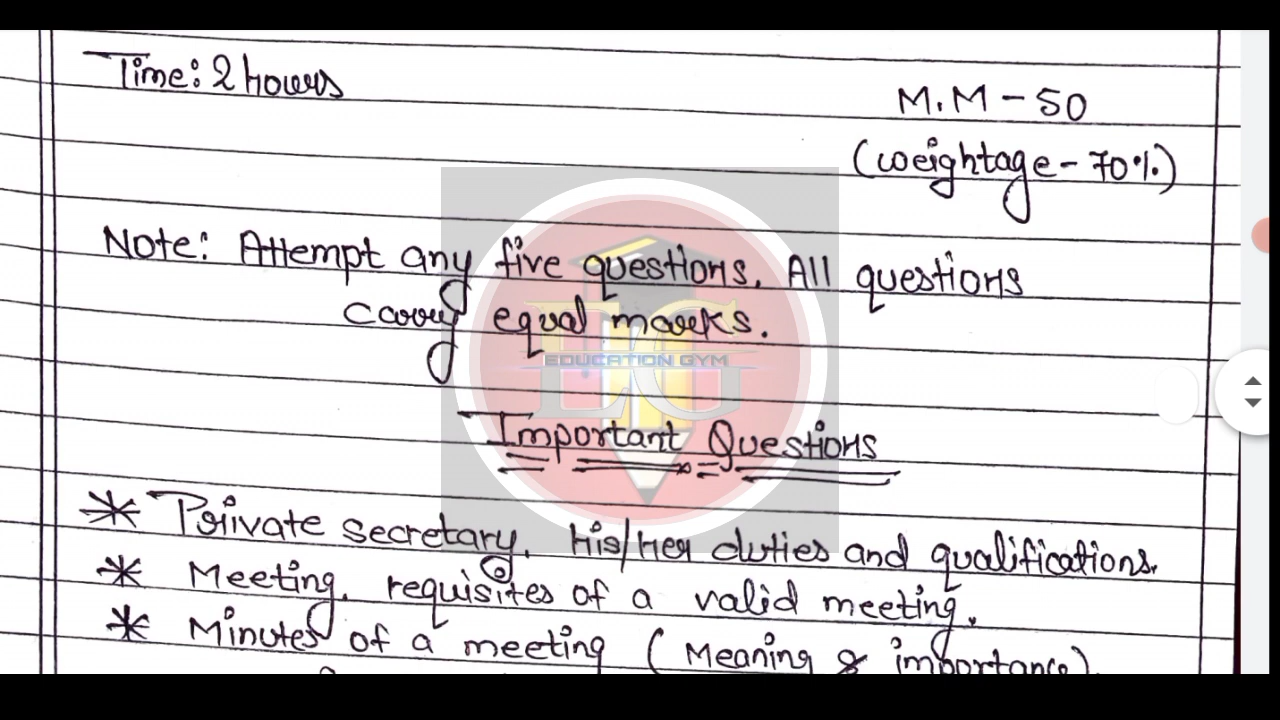 Time: 2 hours
M.M - 50
(weightage - 70%)
Note: Attempt any five questions. All questions
carry equal marks.
EG
EDUCATION GYM
Important Questions
* Private secretary, his/her duties and qualifications.
* Meeting, requisites of a valid meeting.
* Minutes of a meeting (Meaning & importance).